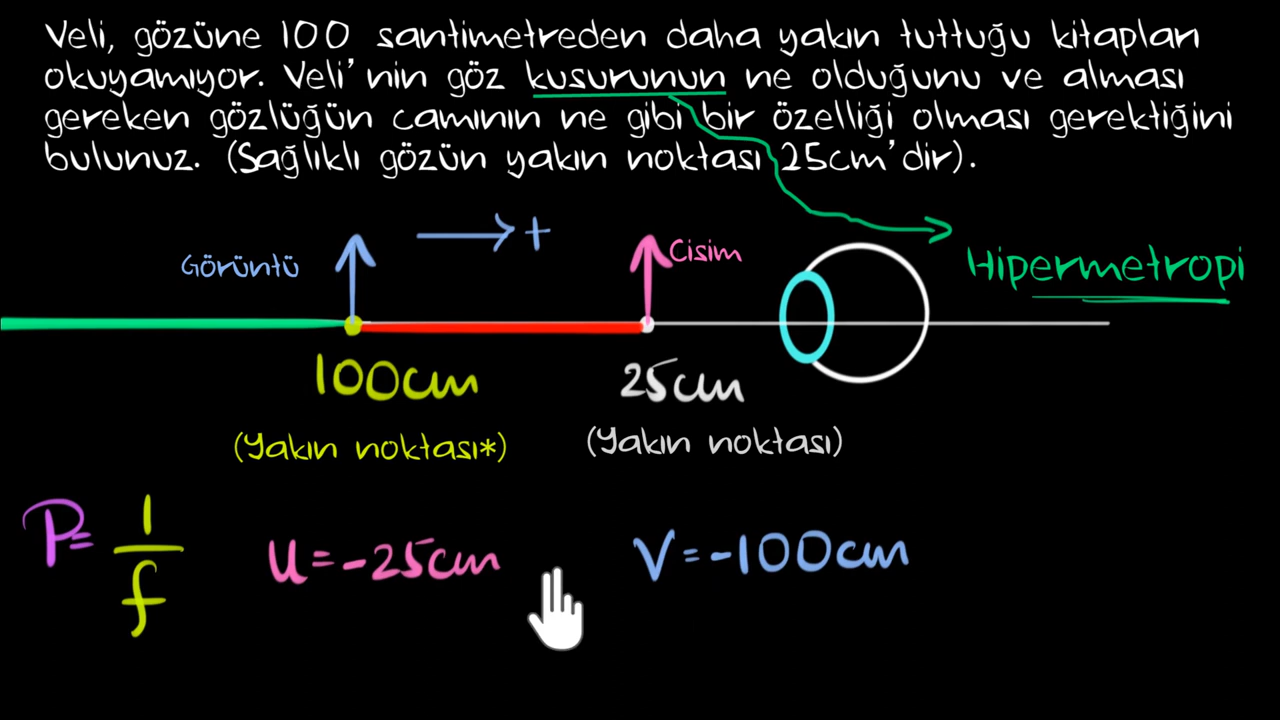 Veli, gözüne 100 santimetreden daha yakın tuttuğu kitapları
okuyamıyor. Veli'nin göz kusurunun ne olduğunu ve alması
gereken gözlüğün camının ne gibi bir özelliği olması gerektiğini
bulunuz. (Sağlıklı gözün yakın noktası 25cm'dir).
→+
Görüntü
Cisim
Hipermetropi
100cm
25cm
(Yakın noktası*)
(Yakın noktası)
P= 1/f
u=-25cm
v=-100cm